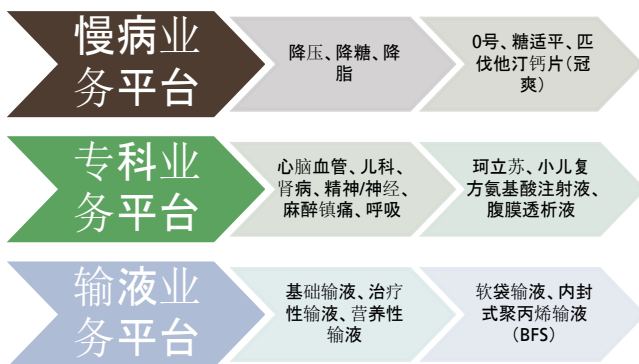 慢病业
务平台
降压、降糖、降
脂
0号、糖适平、匹
伐他汀钙片（冠
爽）
专科业
务平台
心脑血管、儿科、
肾病、精神/神经、
麻醉镇痛、呼吸
珂立苏、小儿复
方氨基酸注射液、
腹膜透析液
输液业
务平台
基础输液、治疗
性输液、营养性
输液
软袋输液、内封
式聚丙烯输液
（BFS）